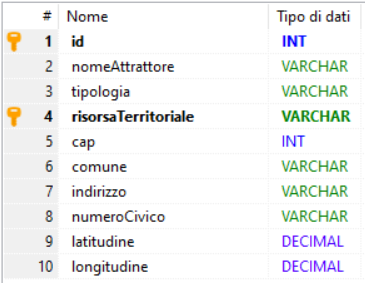 # Nome Tipo di dati
1 id INT
2 nomeAttrattore VARCHAR
3 tipologia VARCHAR
4 risorsaTerritoriale VARCHAR
5 cap INT
6 comune VARCHAR
7 indirizzo VARCHAR
8 numeroCivico VARCHAR
9 latitudine DECIMAL
10 longitudine DECIMAL